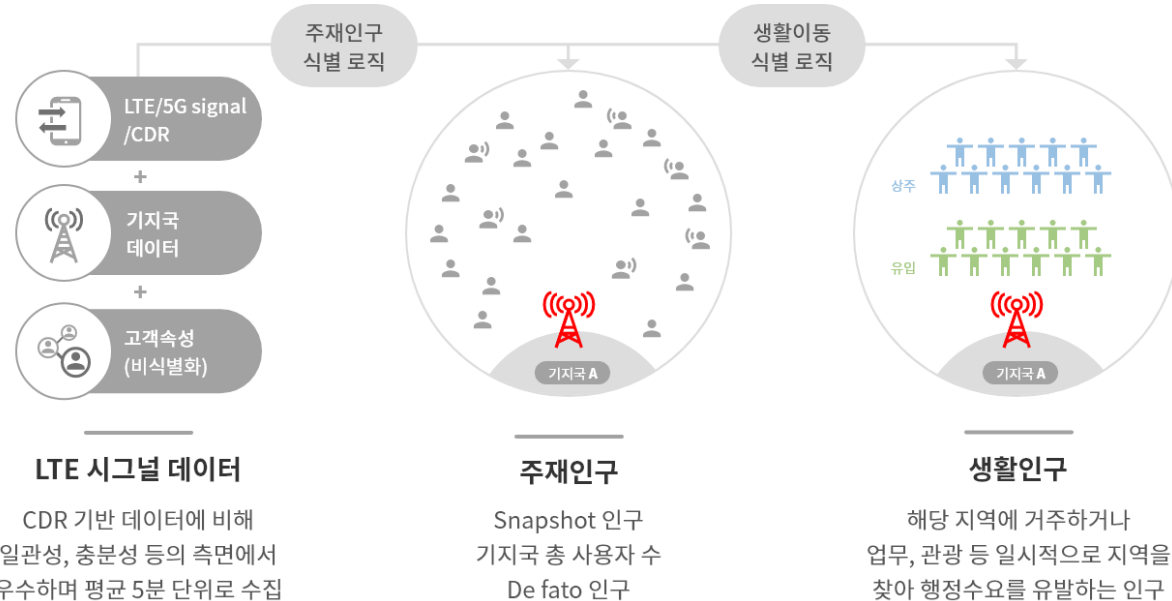 주재인구
식별 로직
생활이동
식별 로직
LTE/5G signal
/CDR
+
기지국
데이터
+
고객속성
(비식별화)
기지국 A
상주
유입
기지국 A
LTE 시그널 데이터
CDR 기반 데이터에 비해
일관성, 충분성 등의 측면에서
우수하며 평균 5분 단위로 수집
주재인구
Snapshot 인구
기지국 총 사용자 수
De fato 인구
생활인구
해당 지역에 거주하거나
업무, 관광 등 일시적으로 지역을
찾아 행정수요를 유발하는 인구